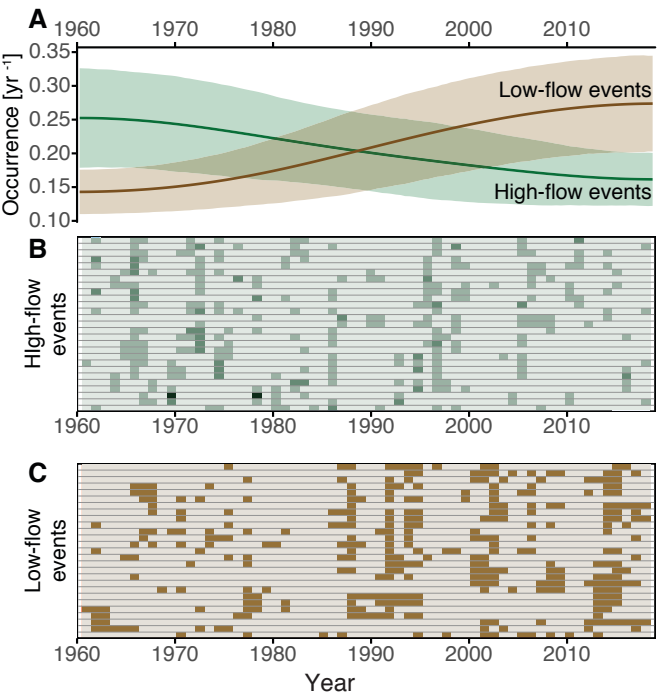 A
1960 1970 1980 1990 2000 2010
0.35
0.30
0.25
0.20
0.15
0.10
Occurrence [yr -1]
Low-flow events
High-flow events
B
HIgh-flow
events
1960 1970 1980 1990 2000 2010
C
Low-flow
events
1960 1970 1980 1990 2000 2010
Year